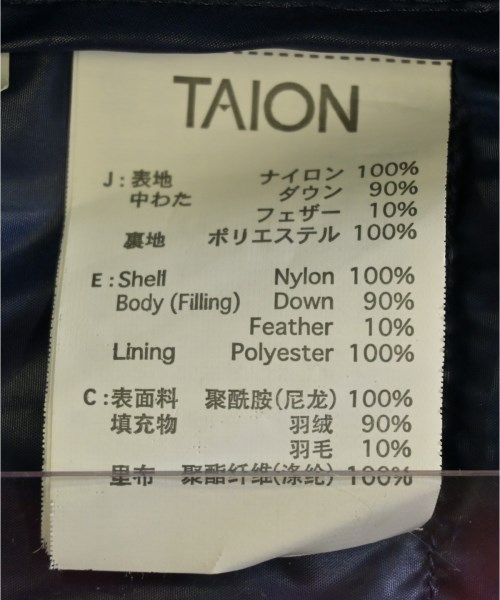 TAION
J:表地 ナイロン 100%
中わた ダウン 90%
フェザー 10%
裏地 ポリエステル 100%
E:Shell Nylon 100%
Body (Filling) Down 90%
Feather 10%
Lining Polyester 100%
C:表面料 聚酰胺(尼龙) 100%
填充物 羽绒 90%
羽毛 10%
里布 聚酯纤维(涤纶) 100%